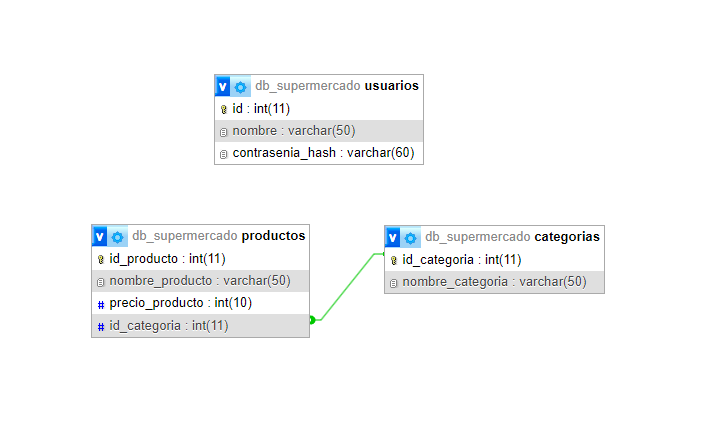 db_supermercado usuarios
id : int(11)
nombre : varchar(50)
contrasenia_hash : varchar(60)
db_supermercado productos
id_producto : int(11)
nombre_producto : varchar(50)
precio_producto : int(10)
id_categoria : int(11)
db_supermercado categorias
id_categoria : int(11)
nombre_categoria : varchar(50)